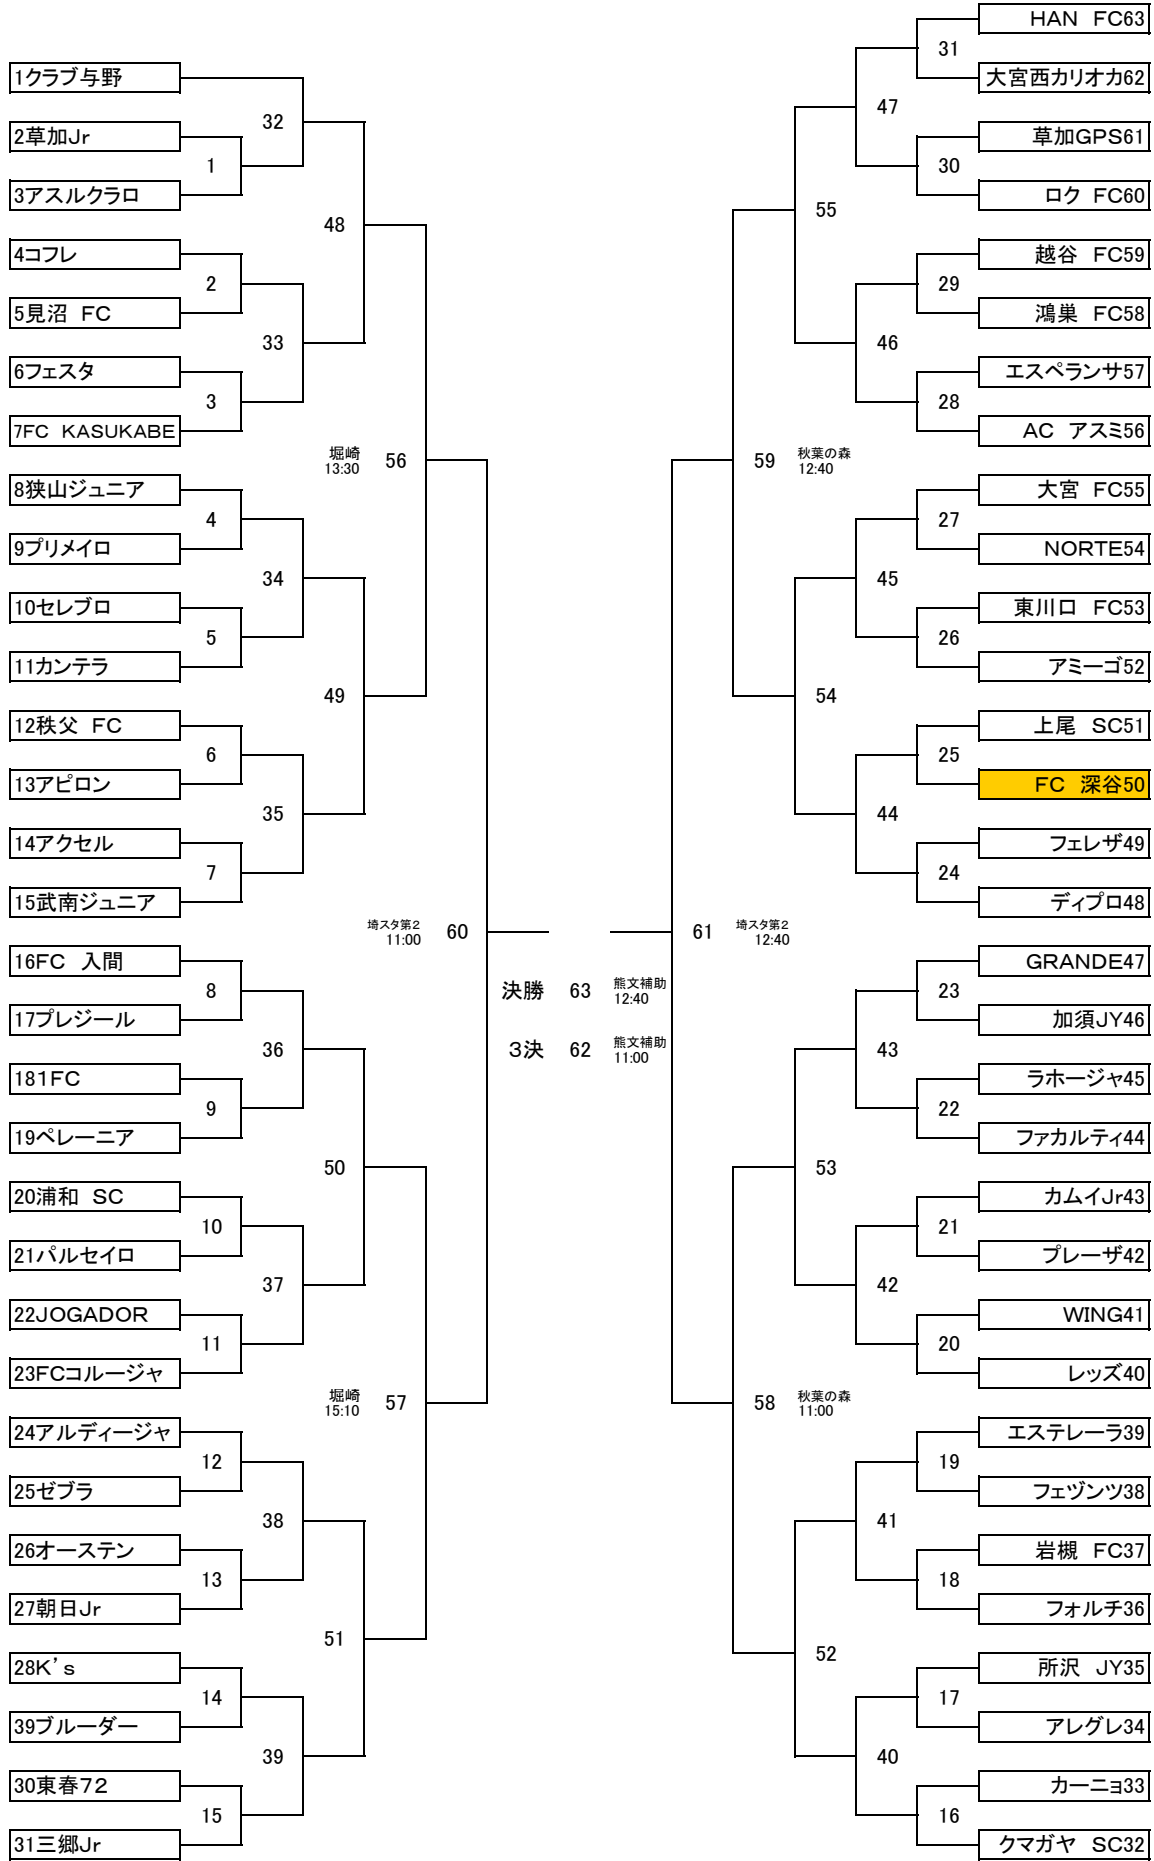 1クラブ与野
32
2草加Jr
1
3アスルクラロ
48
4コフレ
2
5見沼 FC
33
6フェスタ
3
7FC KASUKABE
堀崎
13:30
56
8狭山ジュニア
4
9プリメイロ
34
10セレブロ
5
11カンテラ
49
12秩父 FC
6
13アピロン
35
14アクセル
7
15武南ジュニア
埼スタ第2
11:00
60
16FC 入間
8
17プレジール
36
181FC
9
19ペレーニア
50
20浦和 SC
10
21パルセイロ
37
22JOGADOR
11
23FCコルージャ
堀崎
15:10
57
24アルディージャ
12
25ゼブラ
38
26オーステン
13
27朝日Jr
51
28K's
14
39ブルーダー
39
30東春72
15
31三郷Jr
決勝 63 熊文補助
12:40
3決 62 熊文補助
11:00
HAN FC63
31
大宮西カリオカ62
47
草加GPS61
30
ロク FC60
55
越谷 FC59
29
鴻巣 FC58
46
エスペランサ57
28
AC アスミ56
59 秋葉の森
12:40
大宮 FC55
27
NORTE54
45
東川口 FC53
26
アミーゴ52
54
上尾 SC51
25
FC 深谷50
44
フェレザ49
24
ディプロ48
61 埼スタ第2
12:40
GRANDE47
23
加須JY46
43
ラホージャ45
22
ファカルティ44
53
カムイJr43
21
プレーザ42
42
WING41
20
レッズ40
58 秋葉の森
11:00
エステレーラ39
19
フェヅンツ38
41
岩槻 FC37
18
フォルチ36
52
所沢 JY35
17
アレグレ34
40
カーニョ33
16
クマガヤ SC32